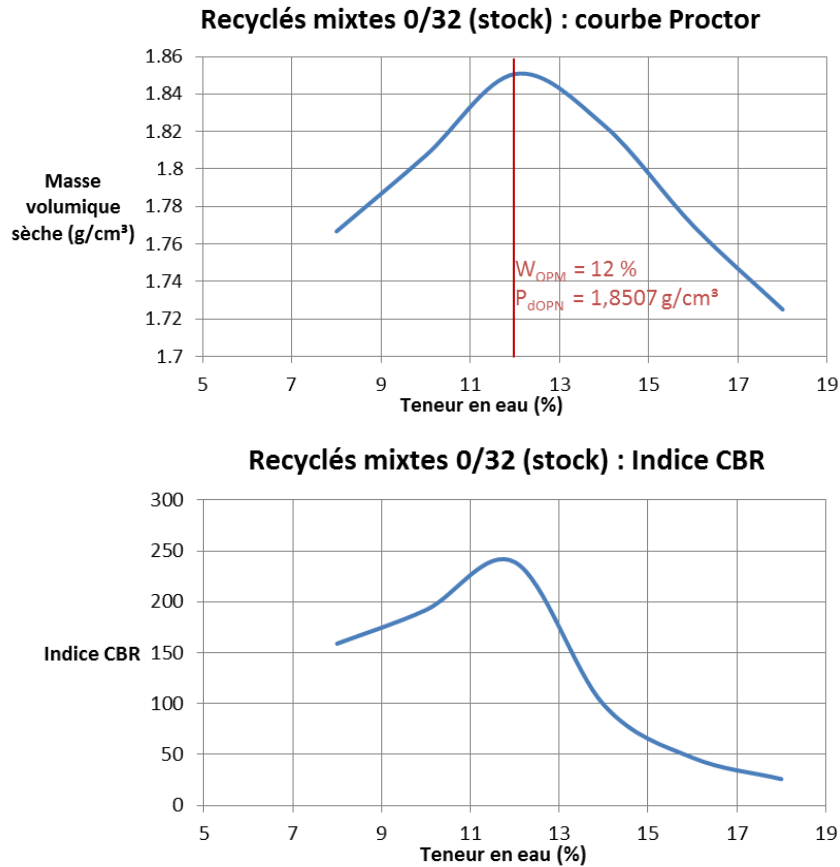 Recyclés mixtes 0/32 (stock) : courbe Proctor
1.86
1.84
1.82
1.8
1.78
1.76
1.74
1.72
1.7
Masse
volumique
sèche (g/cm³)
W_OPM = 12 %
P_dOPN = 1,8507 g/cm³
5 7 9 11 13 15 17 19
Teneur en eau (%)
Recyclés mixtes 0/32 (stock) : Indice CBR
300
250
200
150
100
50
0
Indice CBR
5 7 9 11 13 15 17 19
Teneur en eau (%)